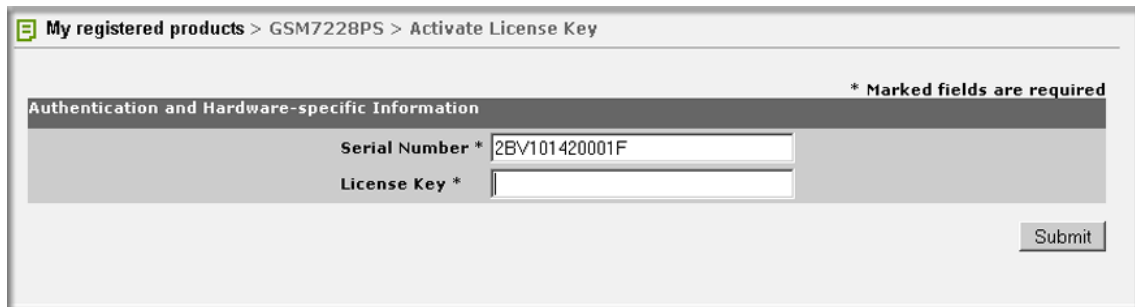 My registered products > GSM7228PS > Activate License Key
* Marked fields are required
Authentication and Hardware-specific Information
Serial Number * 2BV101420001F
License Key *
Submit